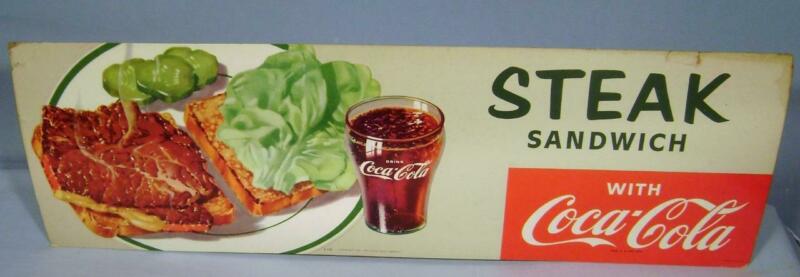 STEAK
SANDWICH
WITH
Coca-Cola
DRINK
Coca-Cola